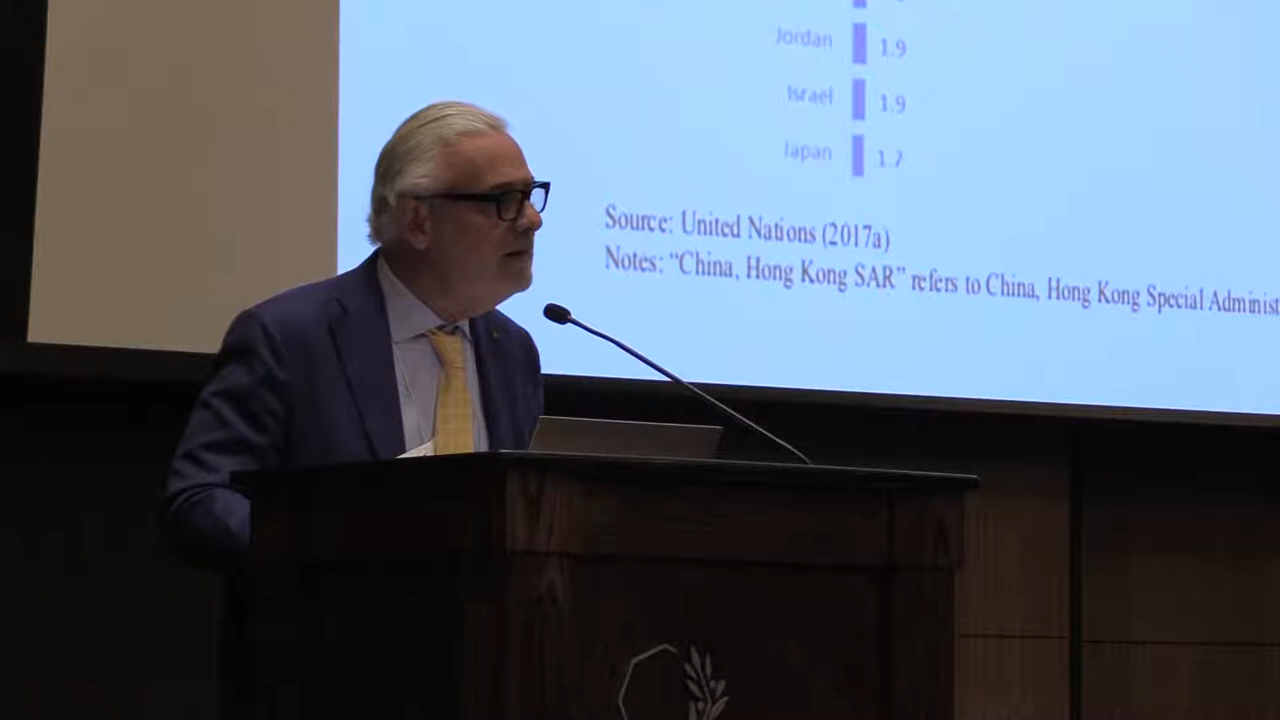 Jordan 1.9
Israel 1.9
Japan 1.7
Source: United Nations (2017a)
Notes: “China, Hong Kong SAR” refers to China, Hong Kong Special